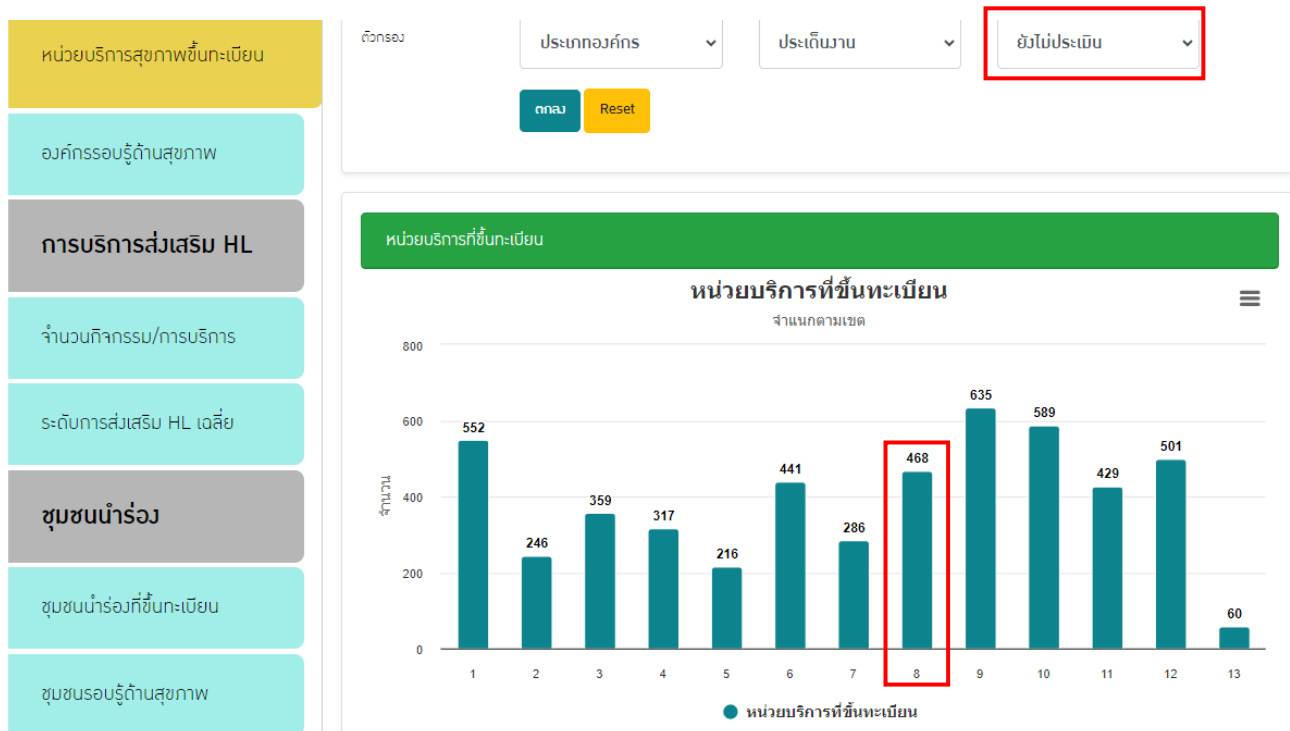 หน่วยบริการสุขภาพขึ้นทะเบียน
องค์กรรอบรู้ด้านสุขภาพ
การบริการส่งเสริม HL
จำนวนกิจกรรม/การบริการ
ระดับการส่งเสริม HL เฉลี่ย
ชุมชนนำร่อง
ชุมชนนำร่องที่ขึ้นทะเบียน
ชุมชนรอบรู้ด้านสุขภาพ
ตัวกรอง ประเภทองค์กร ประเด็นงาน ยังไม่ประเมิน
ตกลง Reset
หน่วยบริการที่ขึ้นทะเบียน
หน่วยบริการที่ขึ้นทะเบียน
จำแนกตามเขต
จำนวน
800
600
400
200
0
552 246 359 317 216 441 286 468 635 589 429 501 60
1 2 3 4 5 6 7 8 9 10 11 12 13
หน่วยบริการที่ขึ้นทะเบียน